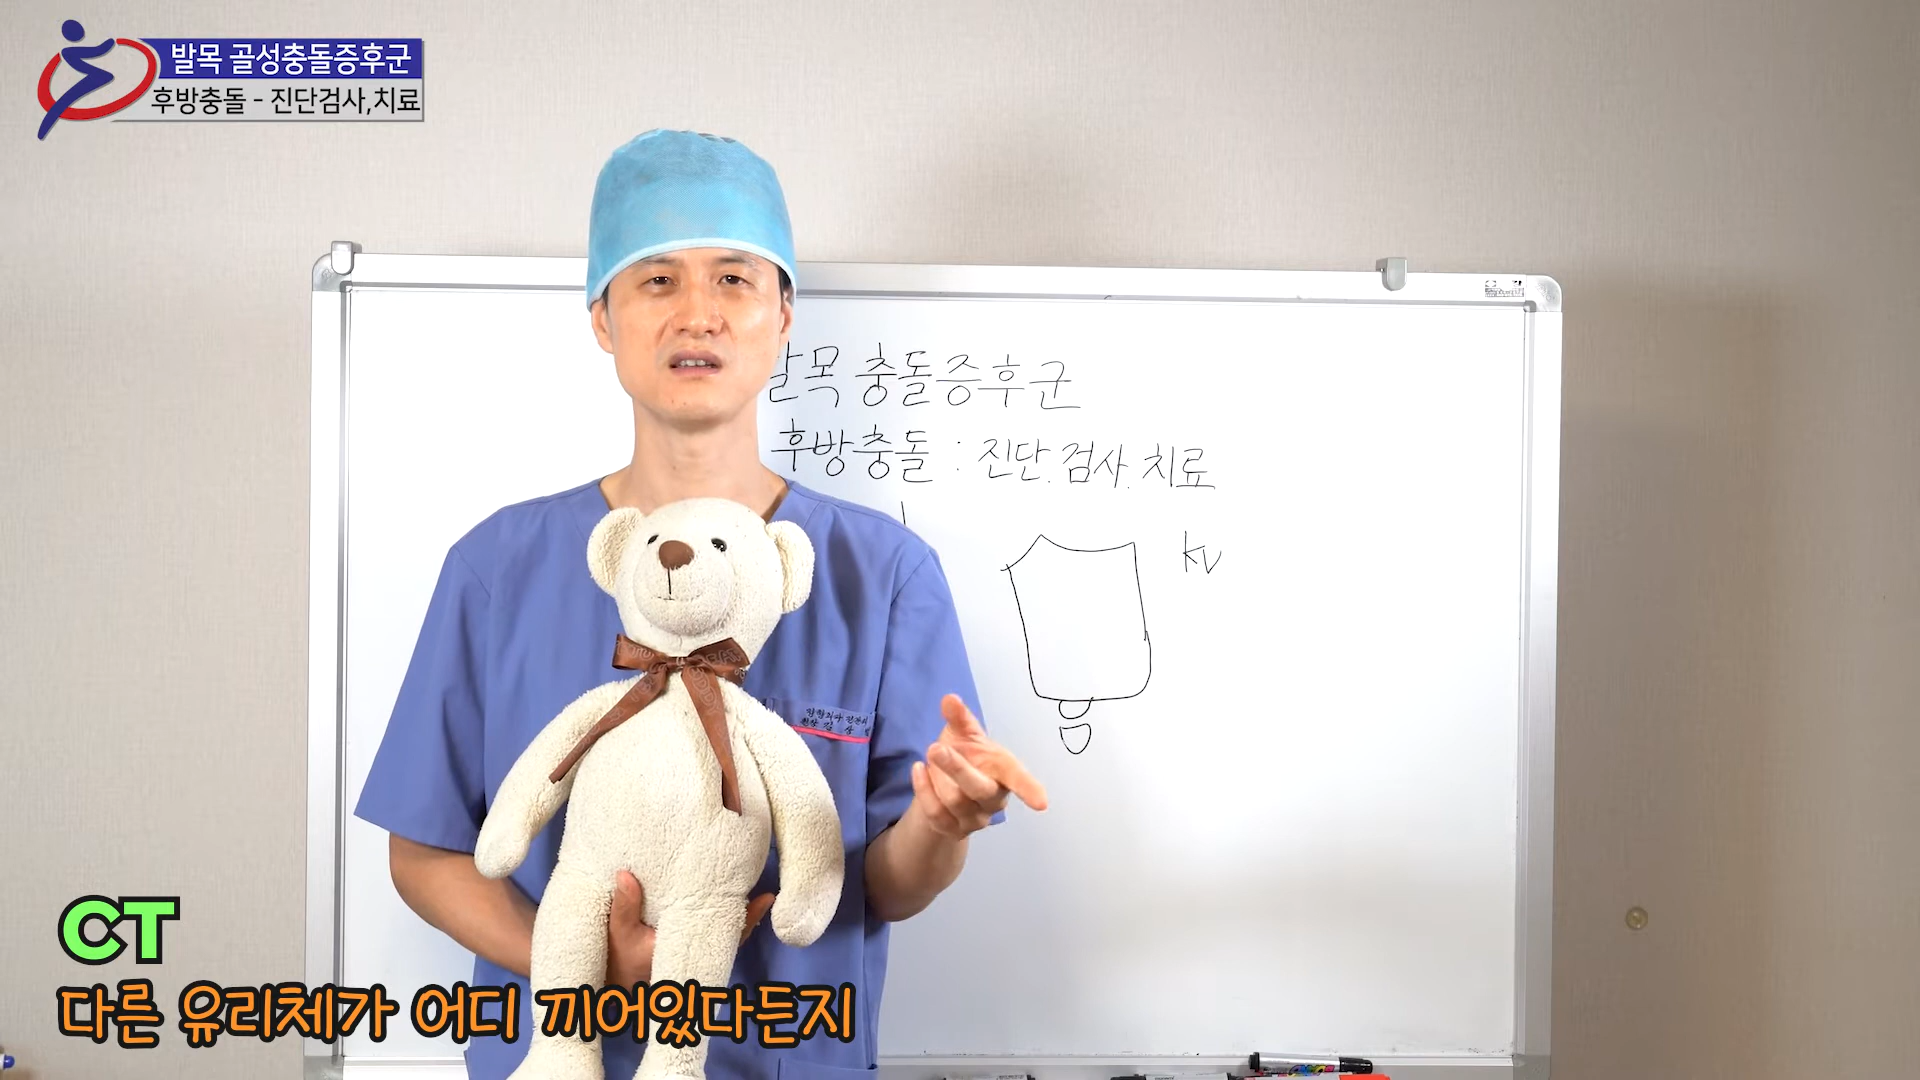 발목 골성충돌증후군
후방충돌 - 진단검사,치료
발목 충돌증후군
후방충돌 : 진단.검사.치료
kv
CT
다른 유리체가 어디 끼어있다든지